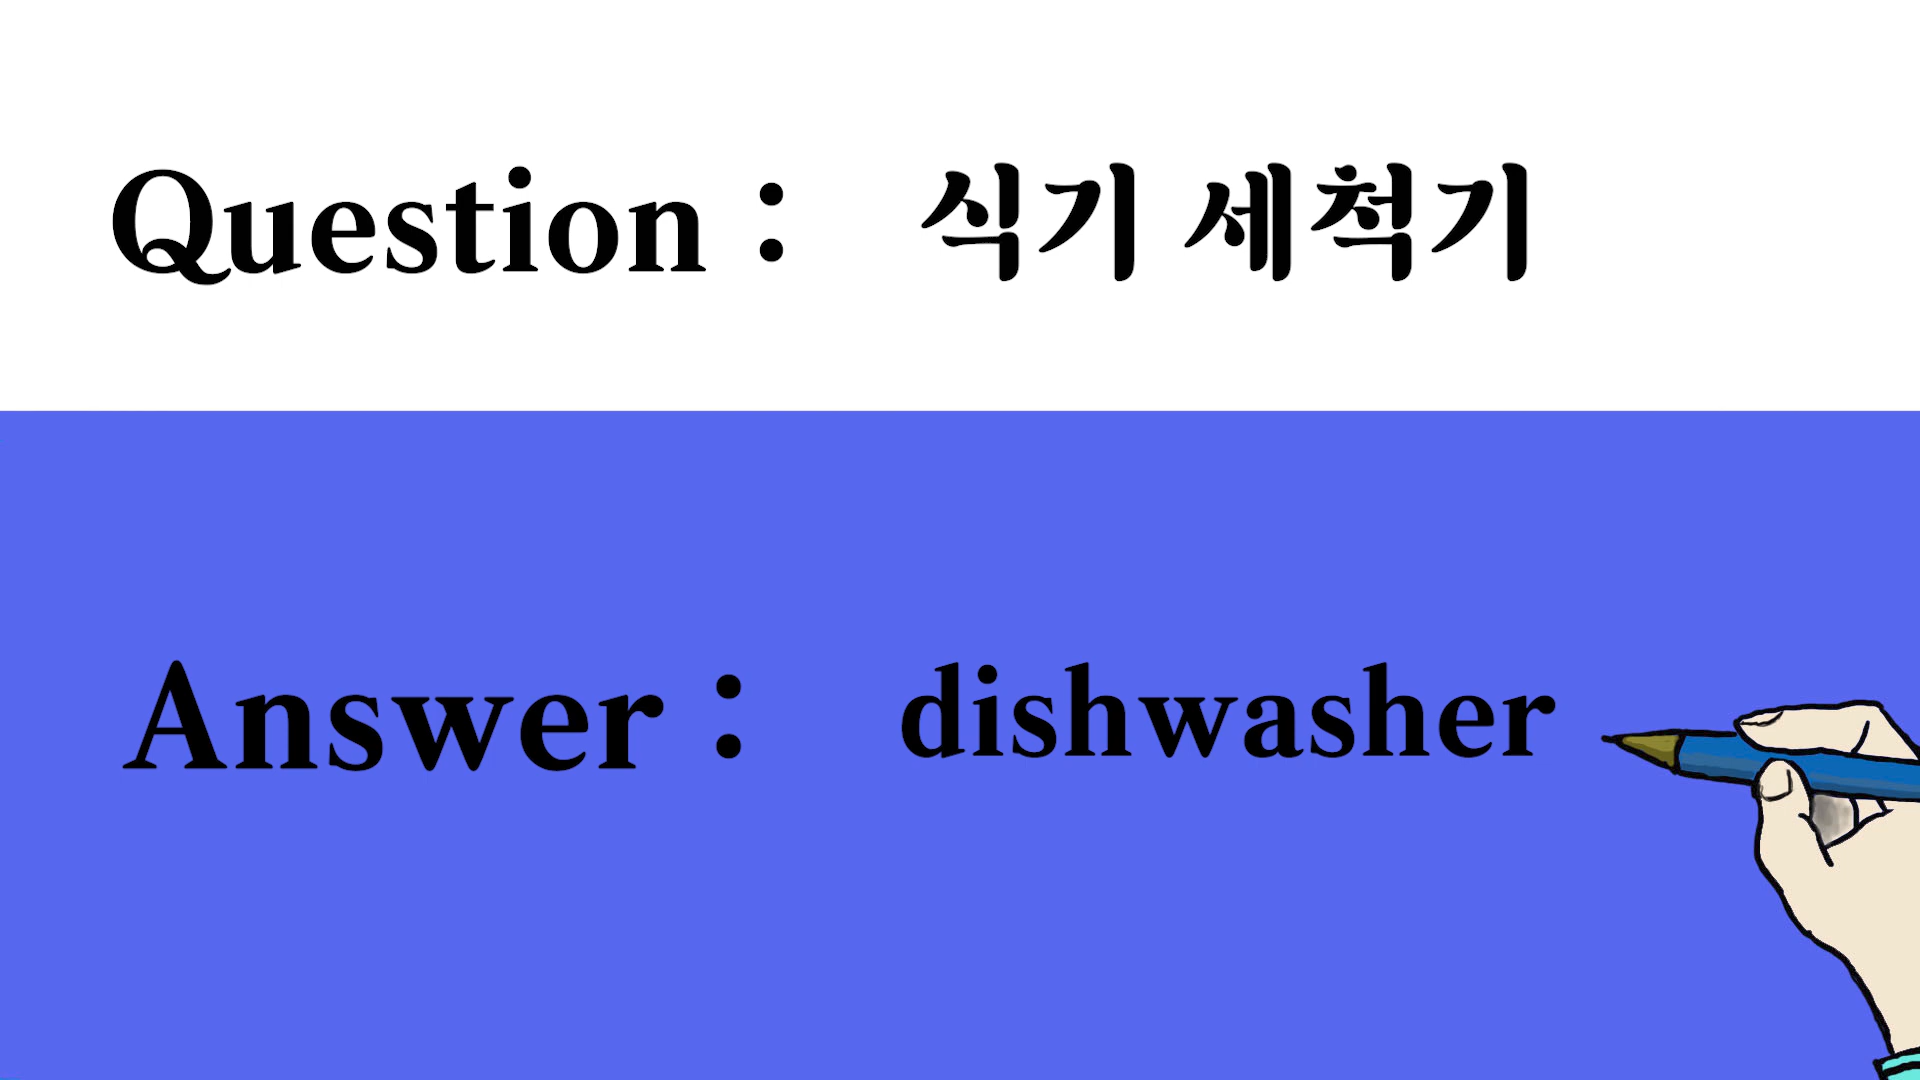 Question : 식기 세척기
Answer : dishwasher